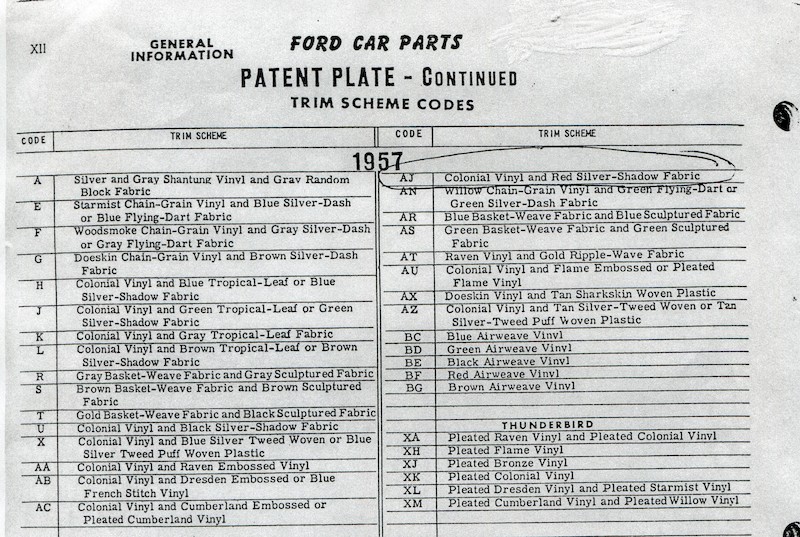 XII
GENERAL
INFORMATION
FORD CAR PARTS
PATENT PLATE - CONTINUED
TRIM SCHEME CODES
CODE TRIM SCHEME
CODE TRIM SCHEME
1957
A Silver and Gray Shantung Vinyl and Gray Random
Block Fabric
E Starmist Chain-Grain Vinyl and Blue Silver-Dash
or Blue Flying-Dart Fabric
F Woodsmoke Chain-Grain Vinyl and Gray Silver-Dash
or Gray Flying-Dart Fabric
G Doeskin Chain-Grain Vinyl and Brown Silver-Dash
Fabric
H Colonial Vinyl and Blue Tropical-Leaf or Blue
Silver-Shadow Fabric
J Colonial Vinyl and Green Tropical-Leaf or Green
Silver-Shadow Fabric
K Colonial Vinyl and Gray Tropical-Leaf Fabric
L Colonial Vinyl and Brown Tropical-Leaf or Brown
Silver-Shadow Fabric
R Gray Basket-Weave Fabric and Gray Sculptured Fabric
S Brown Basket-Weave Fabric and Brown Sculptured
Fabric
T Gold Basket-Weave Fabric and Black Sculptured Fabric
U Colonial Vinyl and Black Silver-Shadow Fabric
X Colonial Vinyl and Blue Silver Tweed Woven or Blue
Silver Tweed Puff Woven Plastic
AA Colonial Vinyl and Raven Embossed Vinyl
AB Colonial Vinyl and Dresden Embossed or Blue
French Stitch Vinyl
AC Colonial Vinyl and Cumberland Embossed or
Pleated Cumberland Vinyl
AJ Colonial Vinyl and Red Silver-Shadow Fabric
AN Willow Chain-Grain Vinyl and Green Flying-Dart or
Green Silver-Dash Fabric
AR Blue Basket-Weave Fabric and Blue Sculptured Fabric
AS Green Basket-Weave Fabric and Green Sculptured
Fabric
AT Raven Vinyl and Gold Ripple-Wave Fabric
AU Colonial Vinyl and Flame Embossed or Pleated
Flame Vinyl
AX Doeskin Vinyl and Tan Sharkskin Woven Plastic
AZ Colonial Vinyl and Tan Silver-Tweed Woven or Tan
Silver-Tweed Puff Woven Plastic
BC Blue Airweave Vinyl
BD Green Airweave Vinyl
BE Black Airweave Vinyl
BF Red Airweave Vinyl
BG Brown Airweave Vinyl
THUNDERBIRD
XA Pleated Raven Vinyl and Pleated Colonial Vinyl
XH Pleated Flame Vinyl
XJ Pleated Bronze Vinyl
XK Pleated Colonial Vinyl
XL Pleated Dresden Vinyl and Pleated Starmist Vinyl
XM Pleated Cumberland Vinyl and Pleated Willow Vinyl